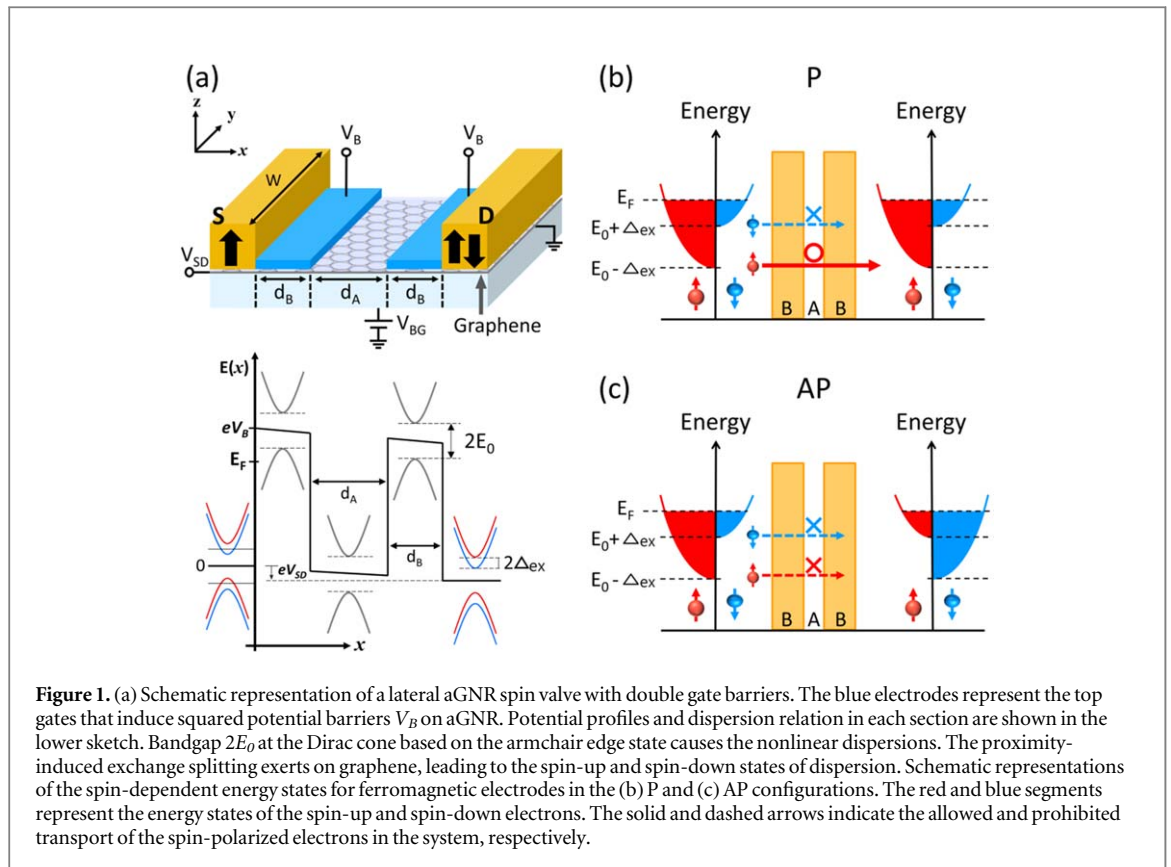 (a)
z
y
x
V_B
V_B
W
S
D
V_SD
d_B
d_A
d_B
V_BG
Graphene
E(x)
eV_B
E_F
2E_0
d_A
d_B
0
eV_SD
2Δ_ex
x
(b)
P
Energy
Energy
E_F
E_0+Δ_ex
E_0-Δ_ex
B
A
B
(c)
AP
Energy
Energy
E_F
E_0+Δ_ex
E_0-Δ_ex
B
A
B
Figure 1. (a) Schematic representation of a lateral aGNR spin valve with double gate barriers. The blue electrodes represent the top
gates that induce squared potential barriers V_B on aGNR. Potential profiles and dispersion relation in each section are shown in the
lower sketch. Bandgap 2E_0 at the Dirac cone based on the armchair edge state causes the nonlinear dispersions. The proximity-
induced exchange splitting exerts on graphene, leading to the spin-up and spin-down states of dispersion. Schematic representations
of the spin-dependent energy states for ferromagnetic electrodes in the (b) P and (c) AP configurations. The red and blue segments
represent the energy states of the spin-up and spin-down electrons. The solid and dashed arrows indicate the allowed and prohibited
transport of the spin-polarized electrons in the system, respectively.